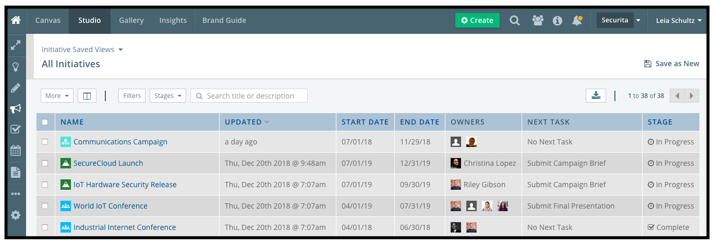 Canvas Studio Gallery Insights Brand Guide Create Securita Leia Schultz
Initiative Saved Views
All Initiatives Save as New
More Filters Stages Search title or description 1 to 38 of 38
NAME UPDATED START DATE END DATE OWNERS NEXT TASK STAGE
Communications Campaign a day ago 07/01/18 11/29/18 No Next Task In Progress
SecureCloud Launch Thu, Dec 20th 2018 @ 9:48am 07/01/19 12/31/19 Christina Lopez Submit Campaign Brief In Progress
IoT Hardware Security Release Thu, Dec 20th 2018 @ 7:07am 07/01/19 09/30/19 Riley Gibson Submit Campaign Brief In Progress
World IoT Conference Thu, Dec 20th 2018 @ 7:07am 04/01/19 07/31/19 Submit Final Presentation In Progress
Industrial Internet Conference Thu, Dec 20th 2018 @ 7:07am 04/01/18 06/30/18 No Next Task Complete